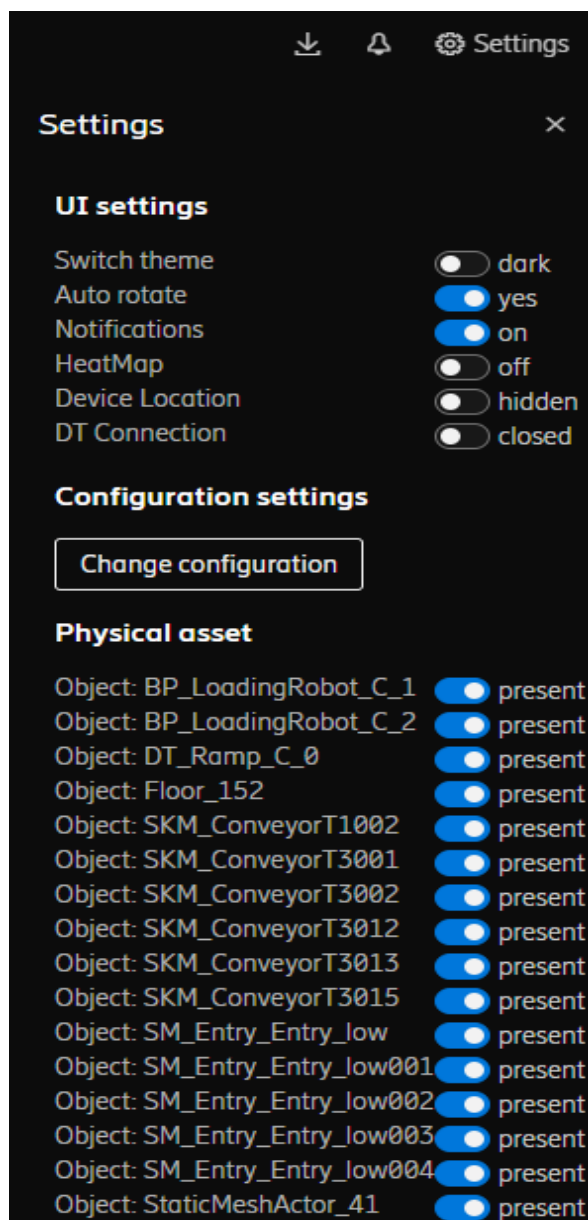 Settings
Settings
UI settings
Switch theme dark
Auto rotate yes
Notifications on
HeatMap off
Device Location hidden
DT Connection closed
Configuration settings
Change configuration
Physical asset
Object: BP_LoadingRobot_C_1 present
Object: BP_LoadingRobot_C_2 present
Object: DT_Ramp_C_0 present
Object: Floor_152 present
Object: SKM_ConveyorT1002 present
Object: SKM_ConveyorT3001 present
Object: SKM_ConveyorT3002 present
Object: SKM_ConveyorT3012 present
Object: SKM_ConveyorT3013 present
Object: SKM_ConveyorT3015 present
Object: SM_Entry_Entry_low present
Object: SM_Entry_Entry_low001 present
Object: SM_Entry_Entry_low002 present
Object: SM_Entry_Entry_low003 present
Object: SM_Entry_Entry_low004 present
Object: StaticMeshActor_41 present